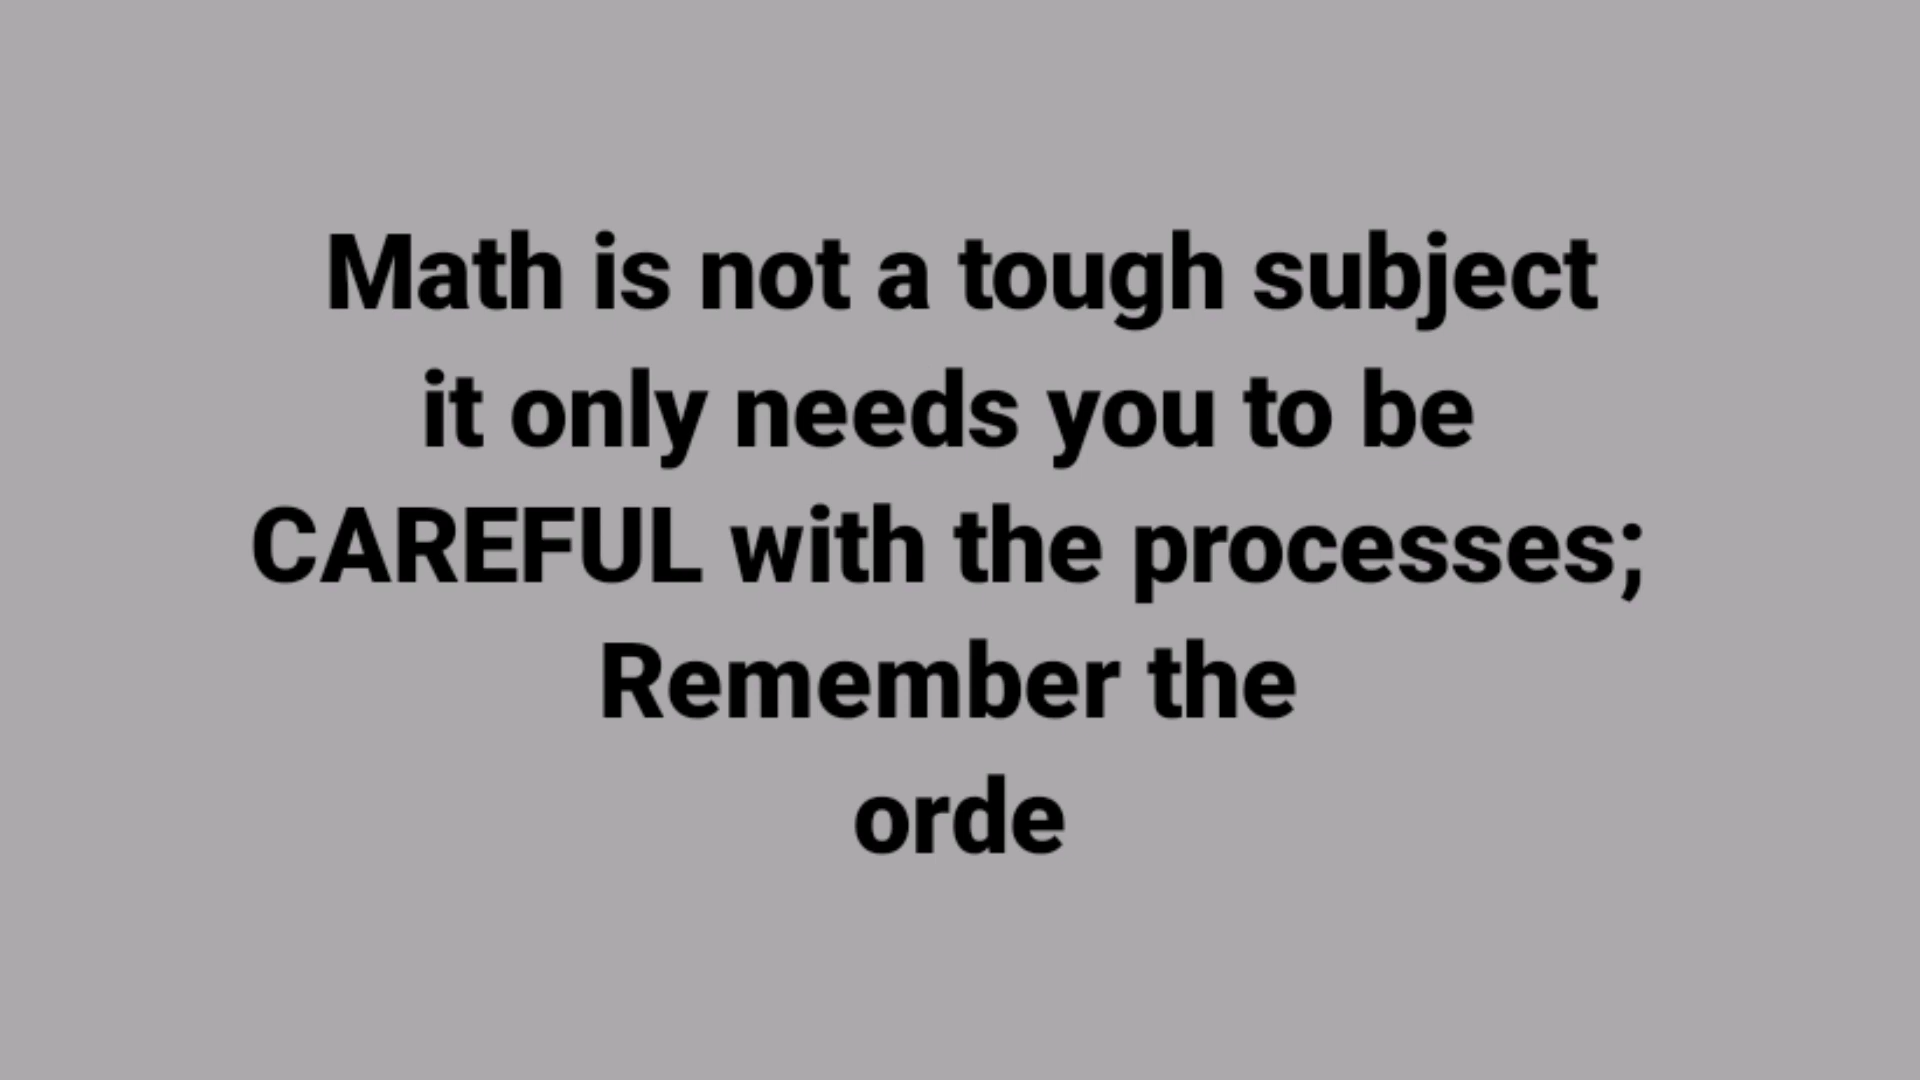 Math is not a tough subject
it only needs you to be
CAREFUL with the processes;
Remember the
orde